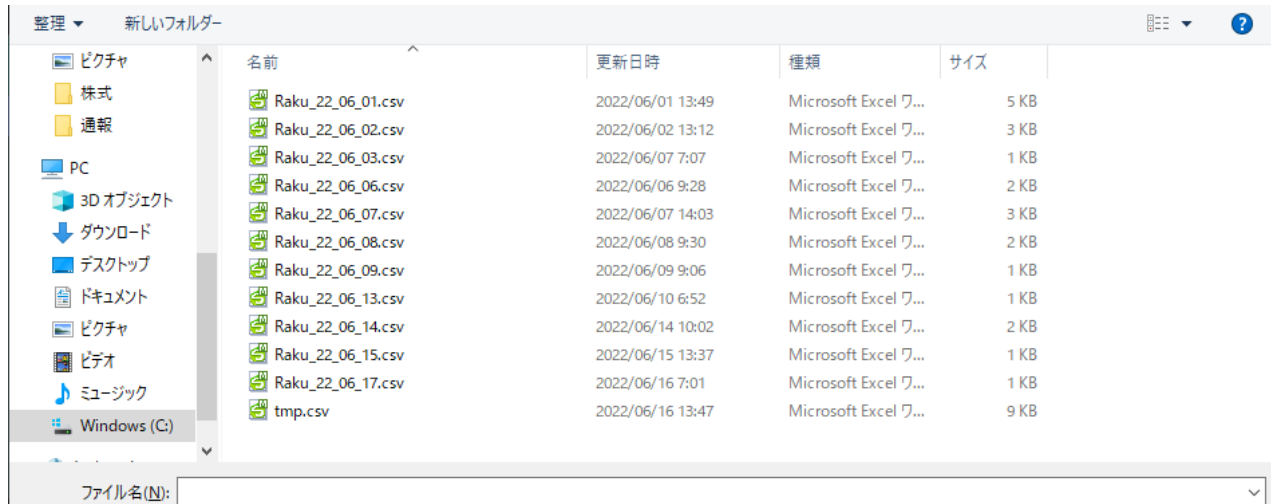 整理 新しいフォルダー
ピクチャ
株式
通報
PC
3D オブジェクト
ダウンロード
デスクトップ
ドキュメント
ピクチャ
ビデオ
ミュージック
Windows (C:)
名前 更新日時 種類 サイズ
Raku_22_06_01.csv 2022/06/01 13:49 Microsoft Excel ワ... 5 KB
Raku_22_06_02.csv 2022/06/02 13:12 Microsoft Excel ワ... 3 KB
Raku_22_06_03.csv 2022/06/07 7:07 Microsoft Excel ワ... 1 KB
Raku_22_06_06.csv 2022/06/06 9:28 Microsoft Excel ワ... 2 KB
Raku_22_06_07.csv 2022/06/07 14:03 Microsoft Excel ワ... 3 KB
Raku_22_06_08.csv 2022/06/08 9:30 Microsoft Excel ワ... 2 KB
Raku_22_06_09.csv 2022/06/09 9:06 Microsoft Excel ワ... 1 KB
Raku_22_06_13.csv 2022/06/10 6:52 Microsoft Excel ワ... 1 KB
Raku_22_06_14.csv 2022/06/14 10:02 Microsoft Excel ワ... 2 KB
Raku_22_06_15.csv 2022/06/15 13:37 Microsoft Excel ワ... 1 KB
Raku_22_06_17.csv 2022/06/16 7:01 Microsoft Excel ワ... 1 KB
tmp.csv 2022/06/16 13:47 Microsoft Excel ワ... 9 KB
ファイル名(N):